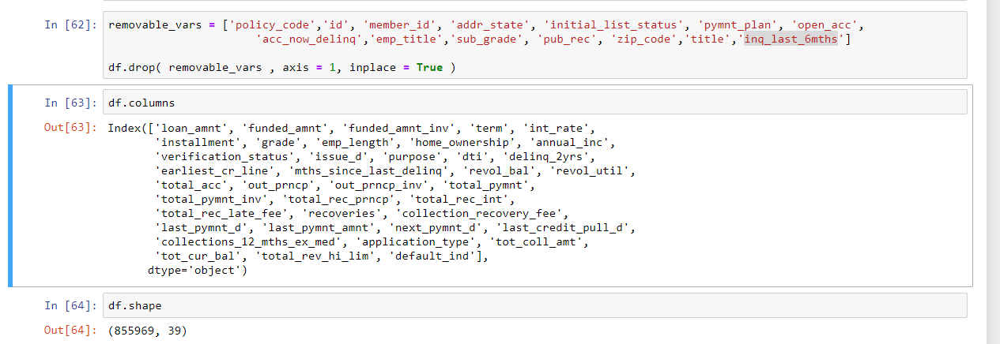 In [62]: removable_vars = ['policy_code','id', 'member_id', 'addr_state', 'initial_list_status', 'pymnt_plan', 'open_acc',
'acc_now_delinq','emp_title','sub_grade', 'pub_rec', 'zip_code','title','inq_last_6mths']
df.drop( removable_vars , axis = 1, inplace = True )
In [63]: df.columns
Out[63]: Index(['loan_amnt', 'funded_amnt', 'funded_amnt_inv', 'term', 'int_rate',
'installment', 'grade', 'emp_length', 'home_ownership', 'annual_inc',
'verification_status', 'issue_d', 'purpose', 'dti', 'delinq_2yrs',
'earliest_cr_line', 'mths_since_last_delinq', 'revol_bal', 'revol_util',
'total_acc', 'out_prncp', 'out_prncp_inv', 'total_pymnt',
'total_pymnt_inv', 'total_rec_prncp', 'total_rec_int',
'total_rec_late_fee', 'recoveries', 'collection_recovery_fee',
'last_pymnt_d', 'last_pymnt_amnt', 'next_pymnt_d', 'last_credit_pull_d',
'collections_12_mths_ex_med', 'application_type', 'tot_coll_amt',
'tot_cur_bal', 'total_rev_hi_lim', 'default_ind'],
dtype='object')
In [64]: df.shape
Out[64]: (855969, 39)